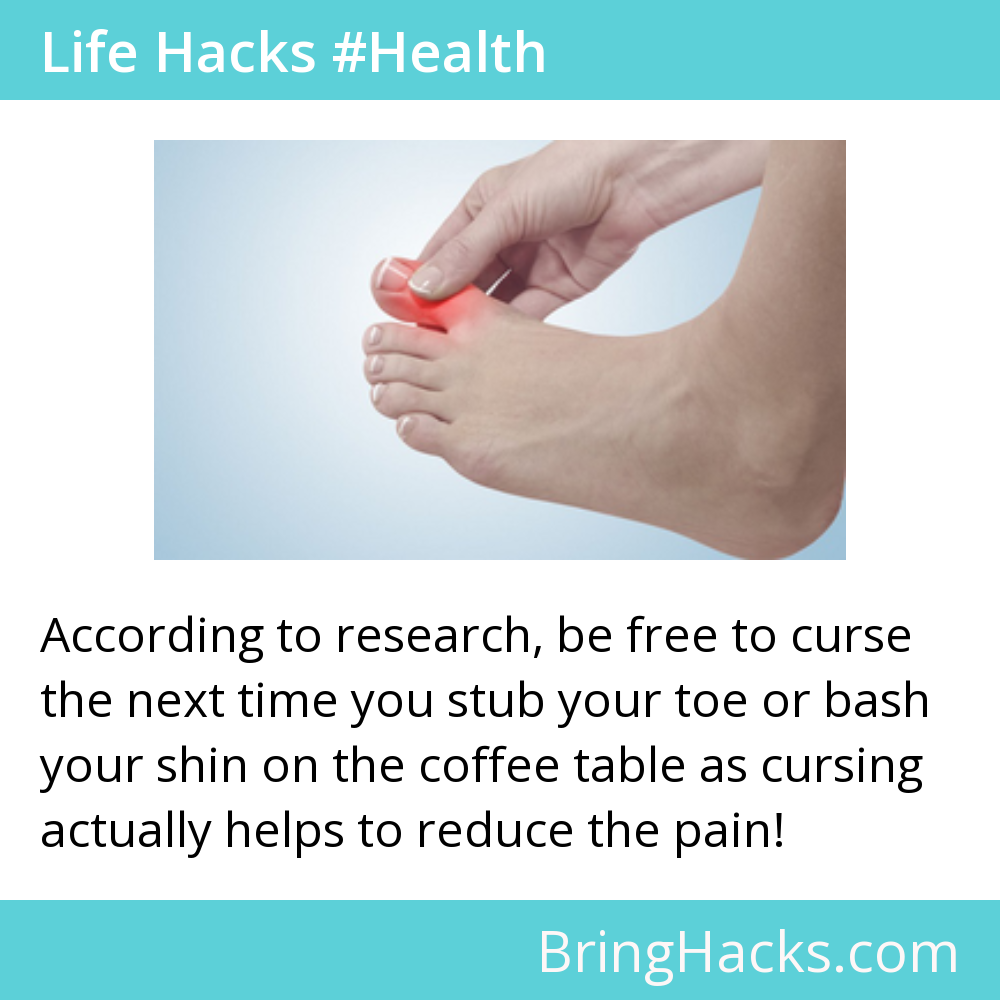 Life Hacks #Health
According to research, be free to curse
the next time you stub your toe or bash
your shin on the coffee table as cursing
actually helps to reduce the pain!
BringHacks.com